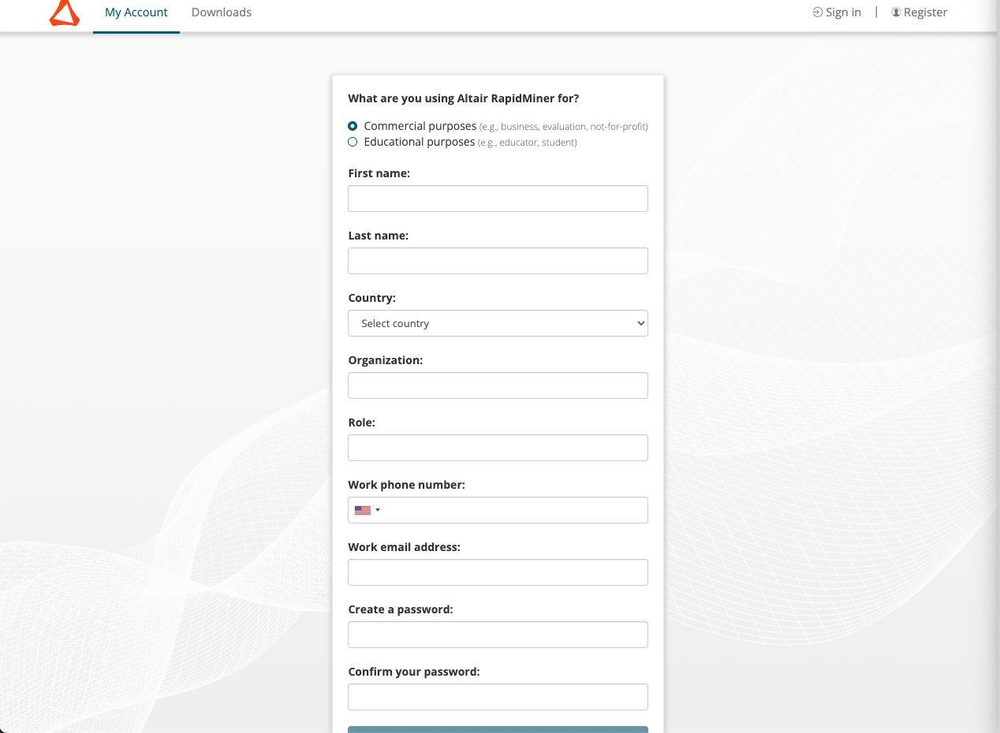 My Account Downloads Sign in | Register
What are you using Altair RapidMiner for?
Commercial purposes (e.g., business, evaluation, not-for-profit)
Educational purposes (e.g., educator, student)
First name:
Last name:
Country:
Select country
Organization:
Role:
Work phone number:
Work email address:
Create a password:
Confirm your password: